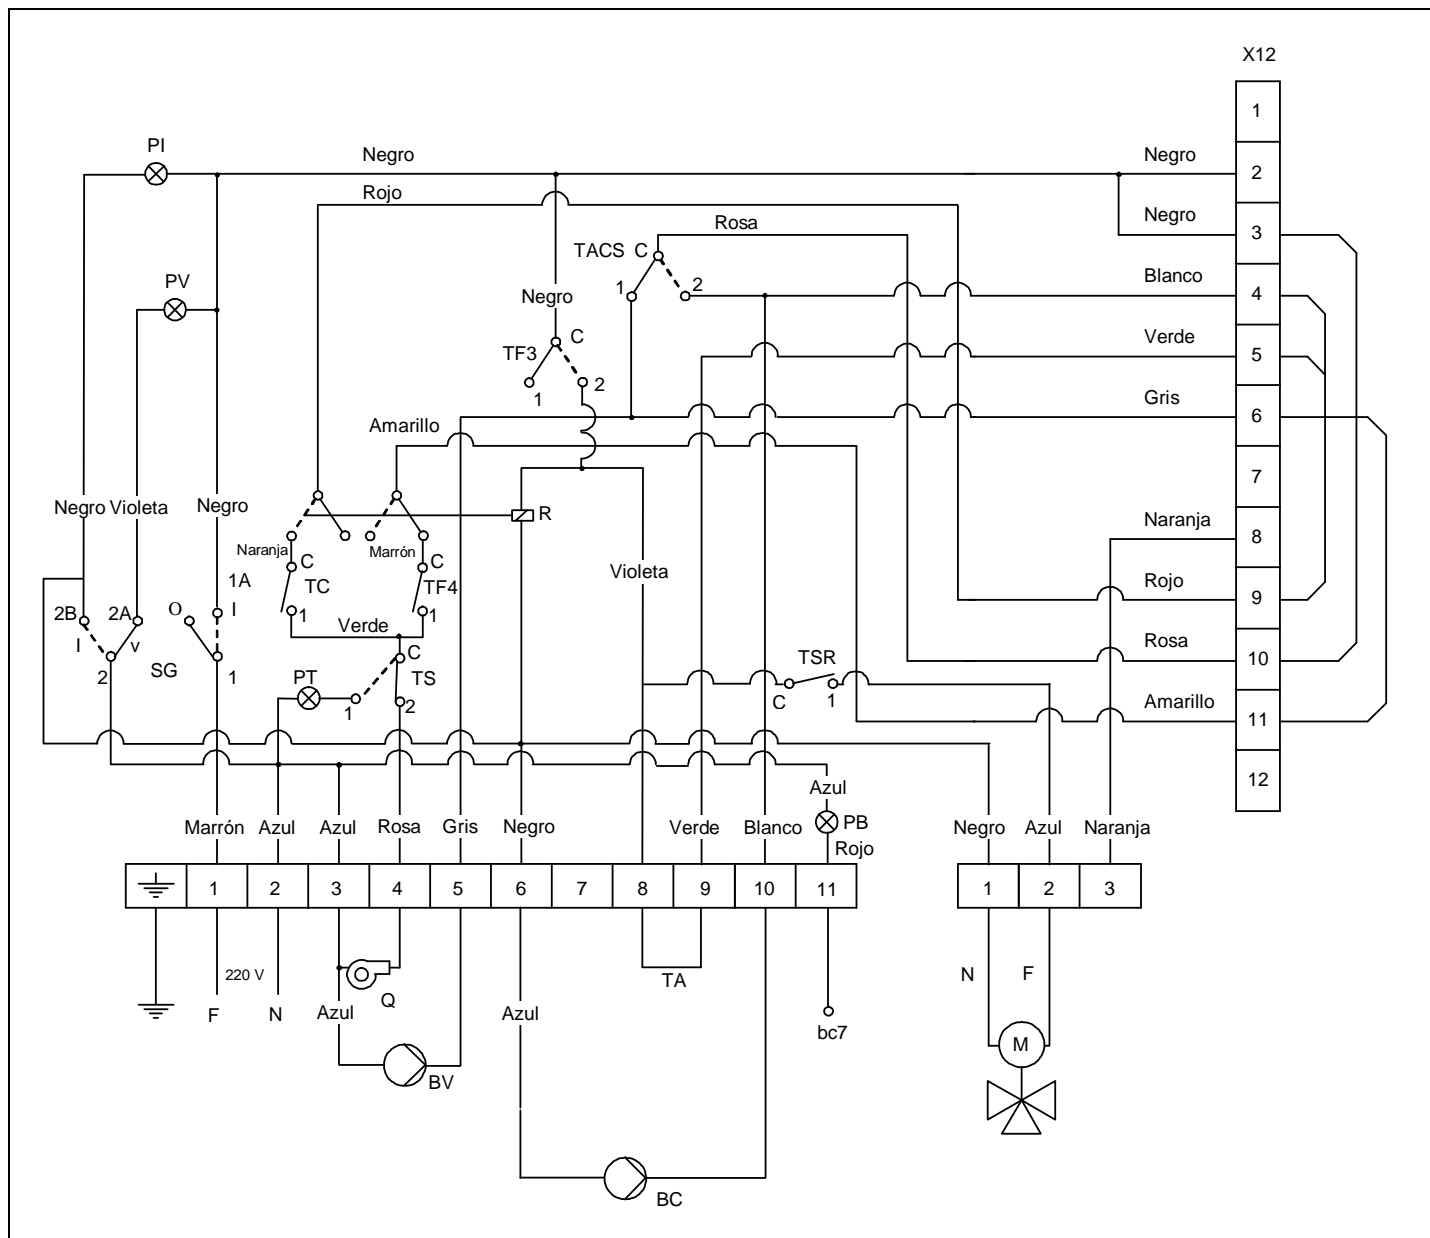 X12
1
PI
Negro
Negro
2
Rojo
Negro
3
Rosa
TACS C
1
2
Blanco
4
PV
Negro
C
TF3
1
2
Verde
5
Gris
6
Amarillo
7
Negro
Violeta
Negro
R
Naranja
8
Naranja
C
TC
1
Marrón
C
TF4
1
Violeta
Rojo
9
1A
2B
2A
O
I
I
v
2
SG
1
Verde
C
TS
PT
1
2
Rosa
10
TSR
C
1
Amarillo
11
12
Azul
PB
Rojo
Marrón
Azul
Azul
Rosa
Gris
Negro
Verde
Blanco
Negro
Azul
Naranja
1
2
3
4
5
6
7
8
9
10
11
1
2
3
220 V
F
N
Azul
Q
Azul
TA
bc7
N
F
M
BV
BC